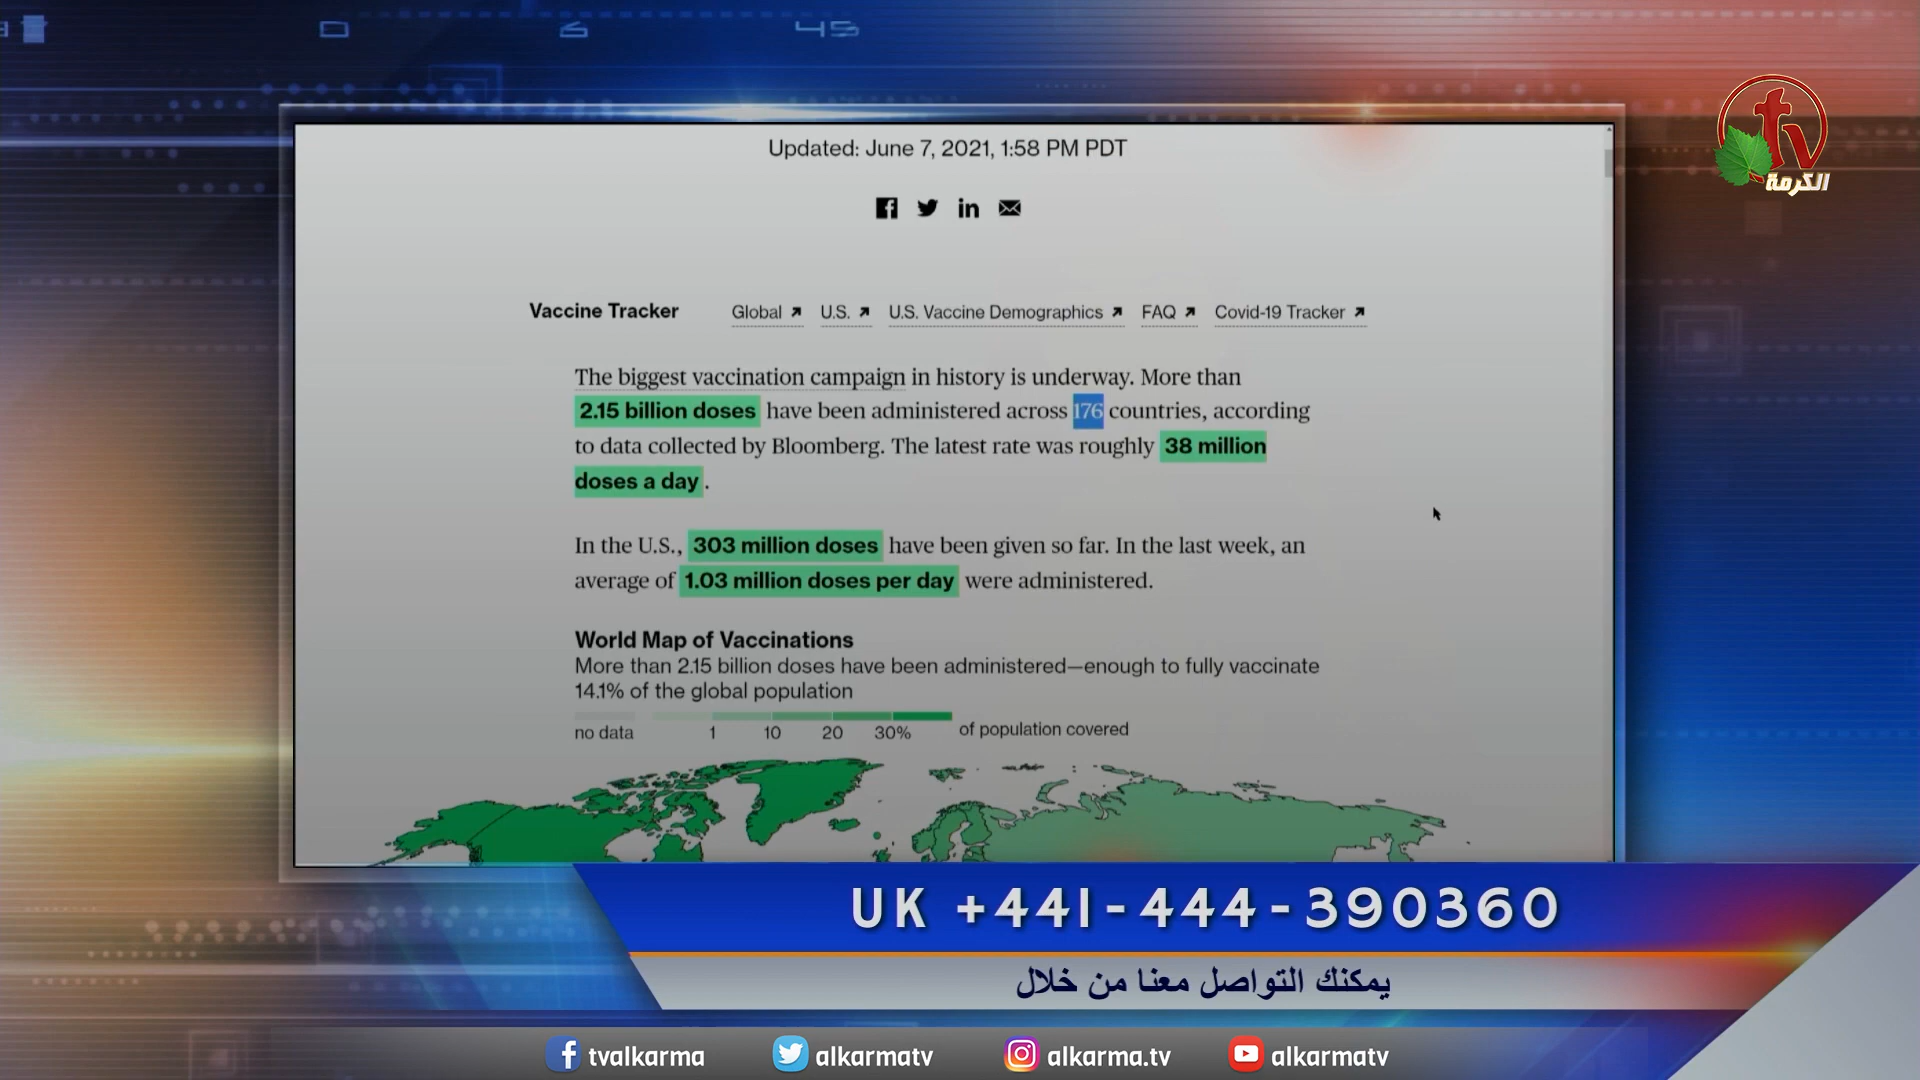 0 6 45
tv
الكرمة
Updated: June 7, 2021, 1:58 PM PDT
Vaccine Tracker Global U.S. U.S. Vaccine Demographics FAQ Covid-19 Tracker
The biggest vaccination campaign in history is underway. More than
2.15 billion doses have been administered across 176 countries, according
to data collected by Bloomberg. The latest rate was roughly 38 million
doses a day.
In the U.S., 303 million doses have been given so far. In the last week, an
average of 1.03 million doses per day were administered.
World Map of Vaccinations
More than 2.15 billion doses have been administered—enough to fully vaccinate
14.1% of the global population
no data 1 10 20 30% of population covered
UK +441-444-390360
يمكنك التواصل معنا من خلال
tvalkarma alkarmatv alkarma.tv alkarmatv